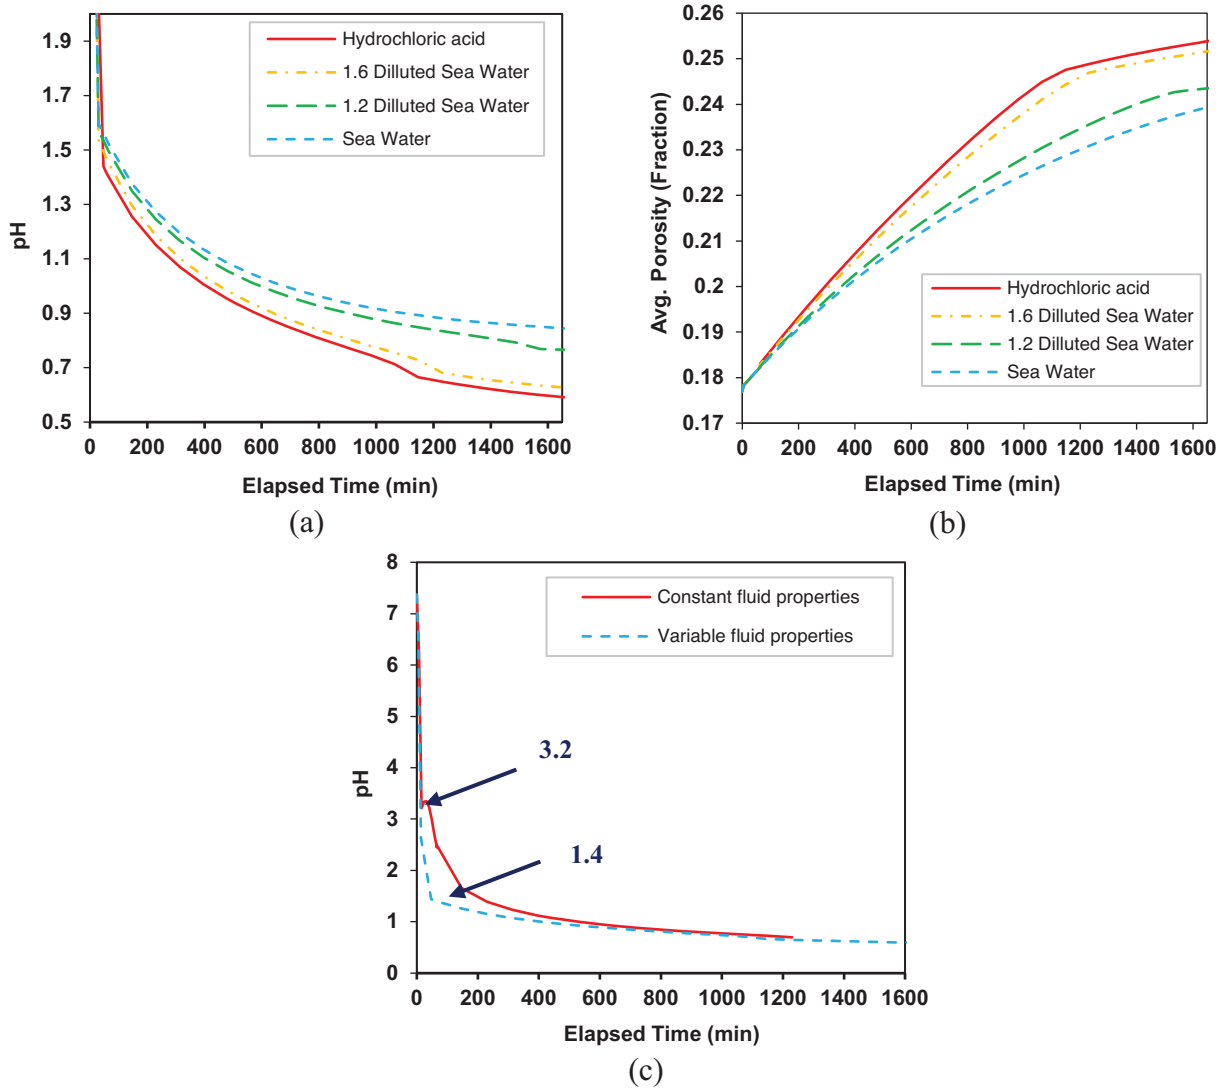 1.9
1.7
1.5
1.3
1.1
0.9
0.7
0.5
pH
Hydrochloric acid
1.6 Dilluted Sea Water
1.2 Dilluted Sea Water
Sea Water
0 200 400 600 800 1000 1200 1400 1600
Elapsed Time (min)
(a)
0.26
0.25
0.24
0.23
0.22
0.21
0.2
0.19
0.18
0.17
Avg. Porosity (Fraction)
Hydrochloric acid
1.6 Dilluted Sea Water
1.2 Dilluted Sea Water
Sea Water
0 200 400 600 800 1000 1200 1400 1600
Elapsed Time (min)
(b)
8
7
6
5
4
3
2
1
0
pH
Constant fluid properties
Variable fluid properties
3.2
1.4
0 200 400 600 800 1000 1200 1400 1600
Elapsed Time (min)
(c)